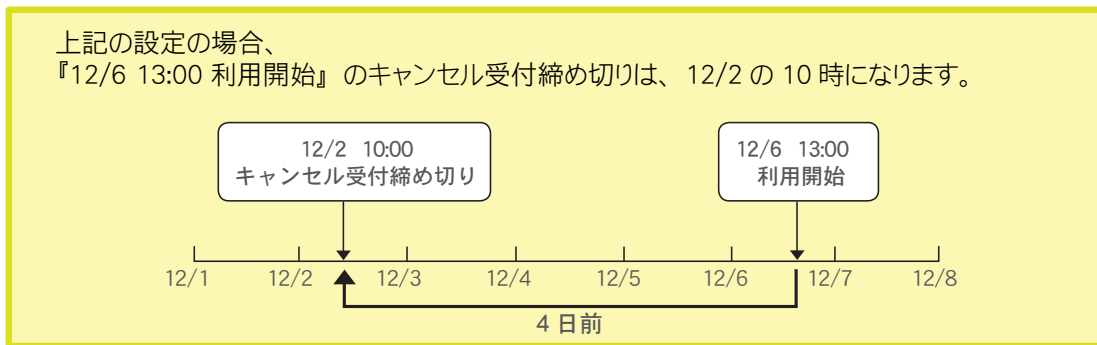 上記の設定の場合、
『12/6 13:00 利用開始』のキャンセル受付締め切りは、12/2 の 10 時になります。
12/2 10:00
キャンセル受付締め切り
12/6 13:00
利用開始
12/1 12/2 12/3 12/4 12/5 12/6 12/7 12/8
4 日前